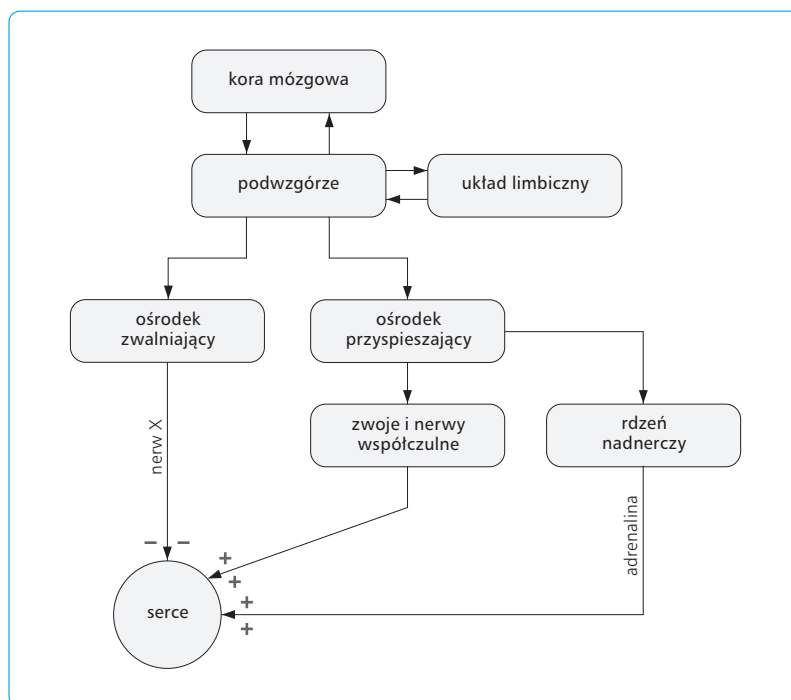 kora mózgowa
podwzgórze
układ limbiczny
ośrodek
zwalniający
ośrodek
przyspieszający
zwoje i nerwy
współczulne
rdzeń
nadnerczy
nerw X
adrenalina
– –
+
+
serce
+
+